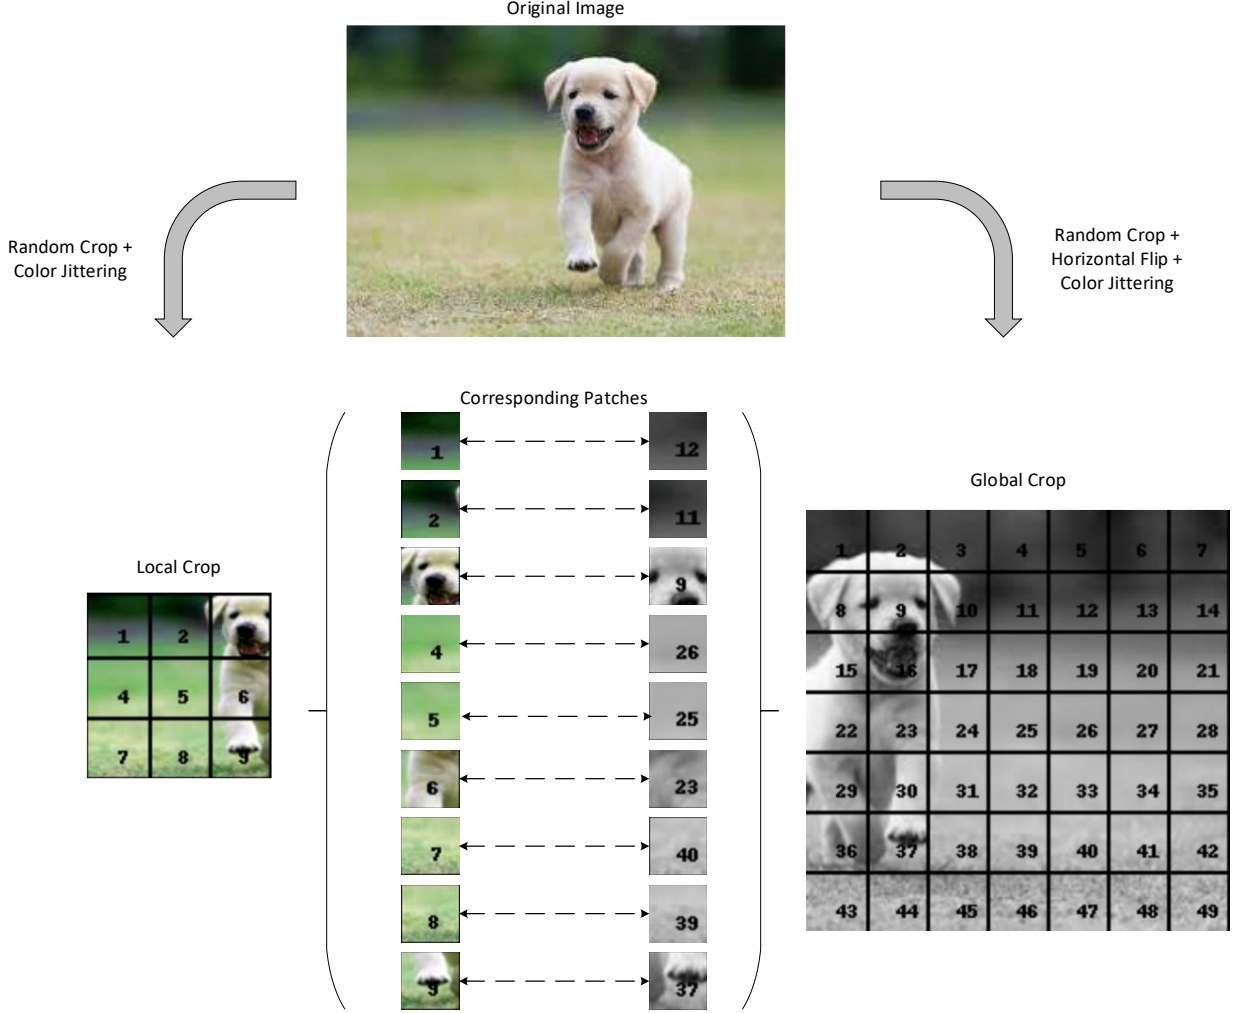 Original Image
Random Crop +
Color Jittering
Random Crop +
Horizontal Flip +
Color Jittering
Corresponding Patches
1 12
2 11
9
4 26
5 25
6 23
7 40
8 39
9 37
Local Crop
1 2
4 5 6
7 8 9
Global Crop
1 2 3 4 5 6 7
8 9 10 11 12 13 14
15 16 17 18 19 20 21
22 23 24 25 26 27 28
29 30 31 32 33 34 35
36 37 38 39 40 41 42
43 44 45 46 47 48 49